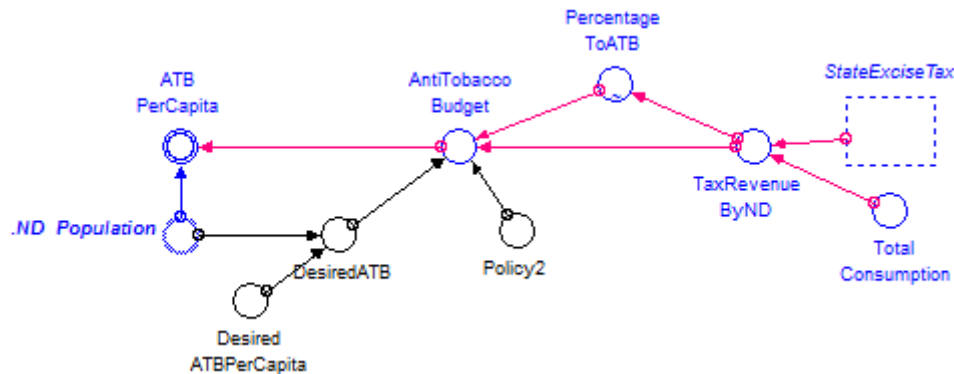 Percentage
ToATB
ATB
PerCapita
AntiTobacco
Budget
StateExciseTax
TaxRevenue
ByND
.ND Population
DesiredATB
Policy2
Total
Consumption
Desired
ATBPerCapita